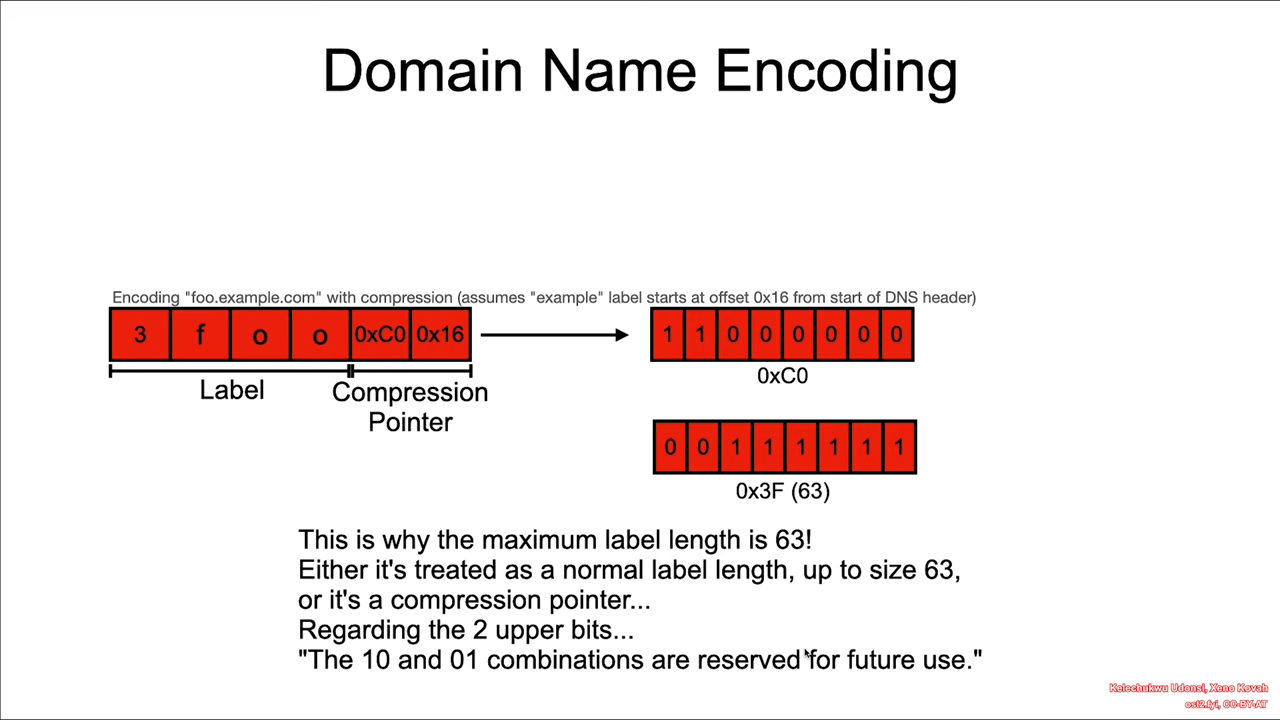 Domain Name Encoding
Encoding "foo.example.com" with compression (assumes "example" label starts at offset 0x16 from start of DNS header)
3 f o o 0xC0 0x16
1 1 0 0 0 0 0 0
Label
Compression
Pointer
0xC0
0 0 1 1 1 1 1 1
0x3F (63)
This is why the maximum label length is 63!
Either it's treated as a normal label length, up to size 63,
or it's a compression pointer...
Regarding the 2 upper bits...
"The 10 and 01 combinations are reserved for future use."
Kelechukwu Udonsi, Xeno Kovah
ost2.fyi, CC-BY-AT